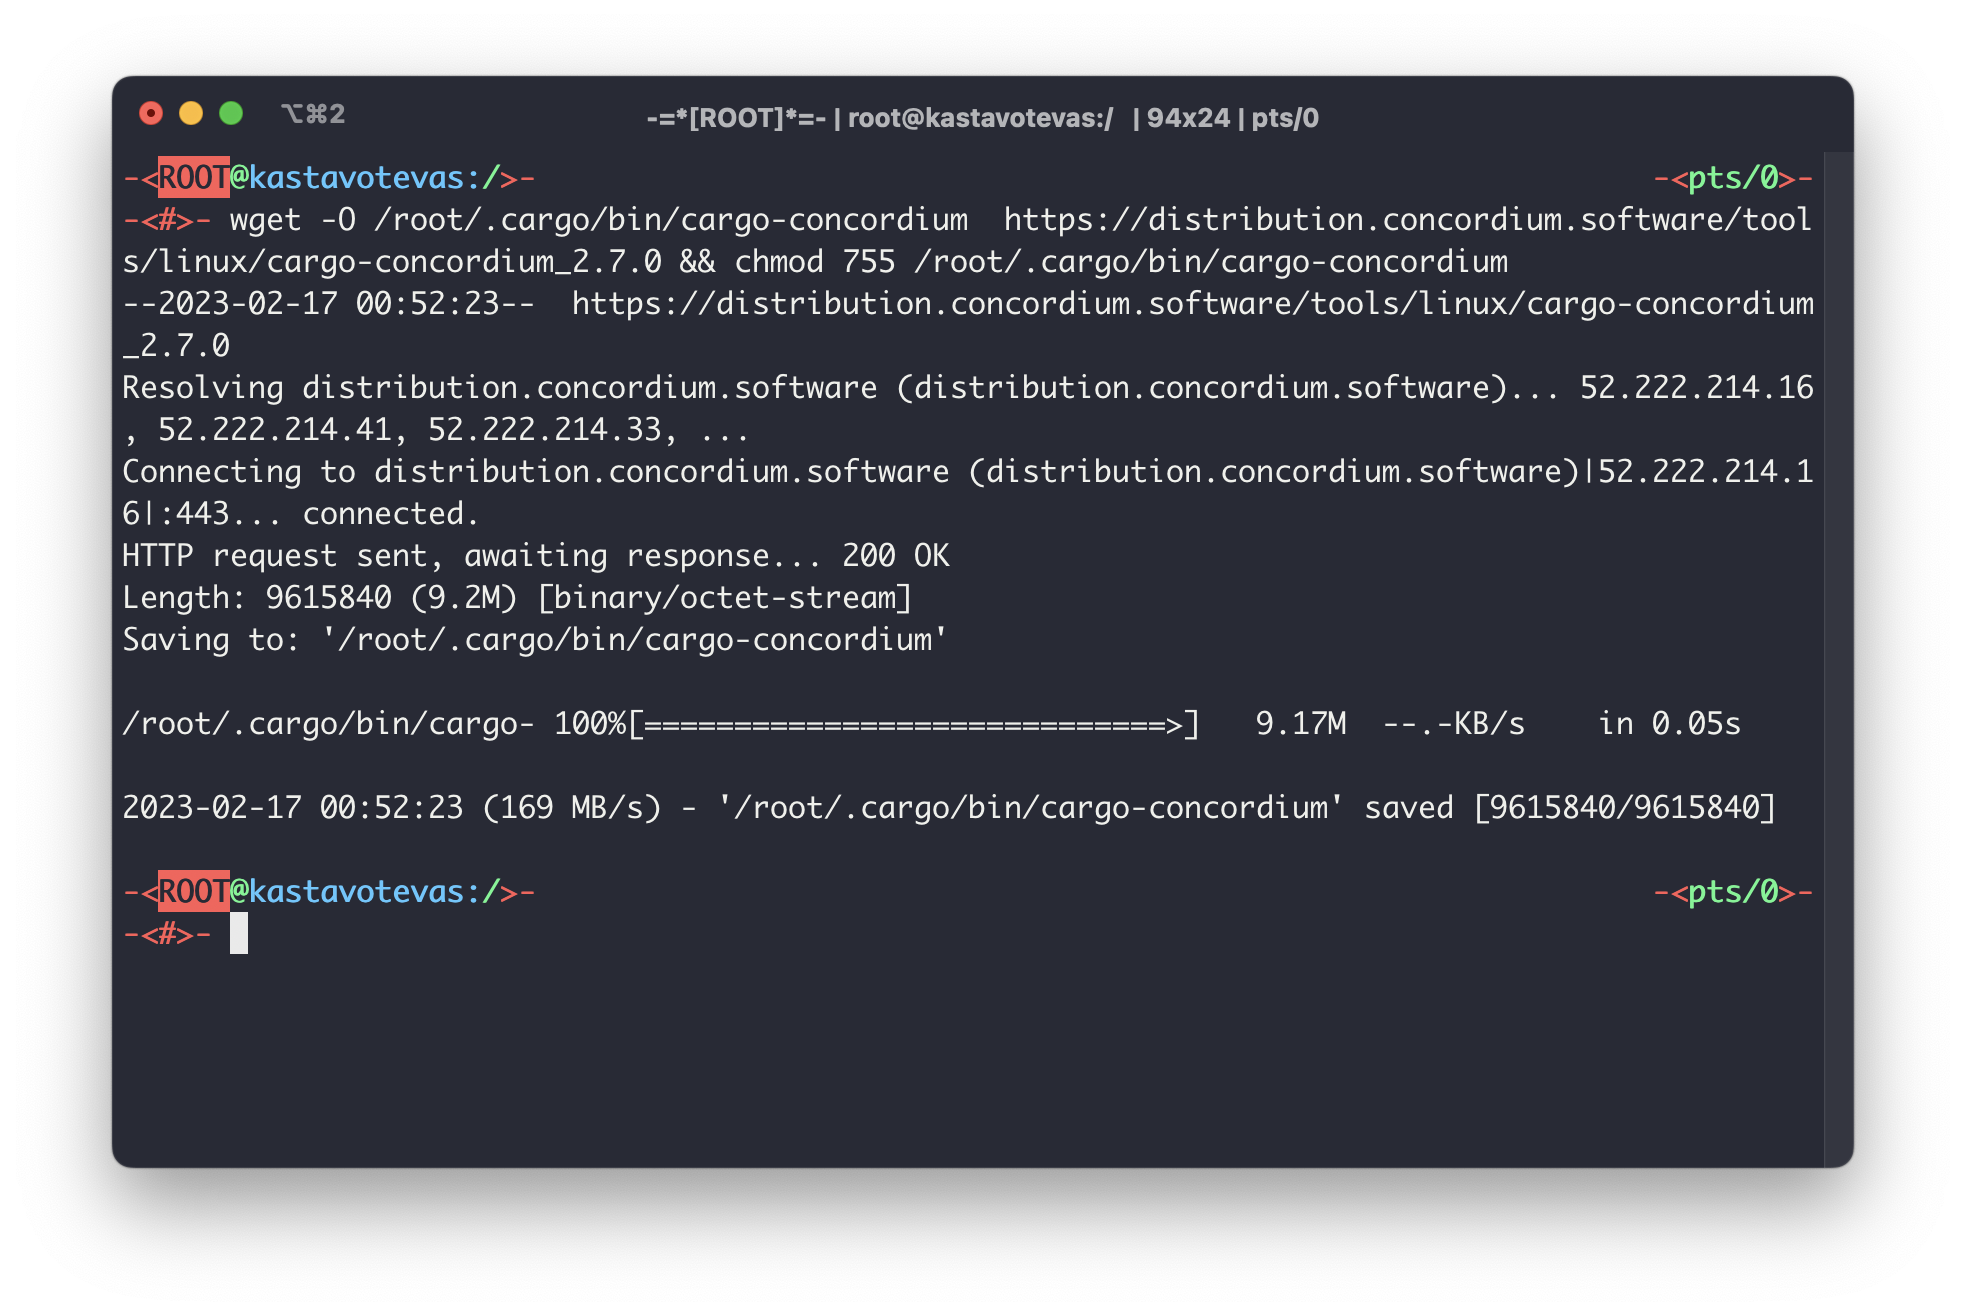 ⌥⌘2
-=*[ROOT]*=- | root@kastavotevas:/ | 94x24 | pts/0
-<ROOT@kastavotevas:/>- -<pts/0>-
-<#>- wget -O /root/.cargo/bin/cargo-concordium  https://distribution.concordium.software/tool
s/linux/cargo-concordium_2.7.0 && chmod 755 /root/.cargo/bin/cargo-concordium
--2023-02-17 00:52:23--  https://distribution.concordium.software/tools/linux/cargo-concordium
_2.7.0
Resolving distribution.concordium.software (distribution.concordium.software)... 52.222.214.16
, 52.222.214.41, 52.222.214.33, ...
Connecting to distribution.concordium.software (distribution.concordium.software)|52.222.214.1
6|:443... connected.
HTTP request sent, awaiting response... 200 OK
Length: 9615840 (9.2M) [binary/octet-stream]
Saving to: '/root/.cargo/bin/cargo-concordium'
/root/.cargo/bin/cargo- 100%[=============================>]   9.17M  --.-KB/s    in 0.05s
2023-02-17 00:52:23 (169 MB/s) - '/root/.cargo/bin/cargo-concordium' saved [9615840/9615840]
-<ROOT@kastavotevas:/>- -<pts/0>-
-<#>-